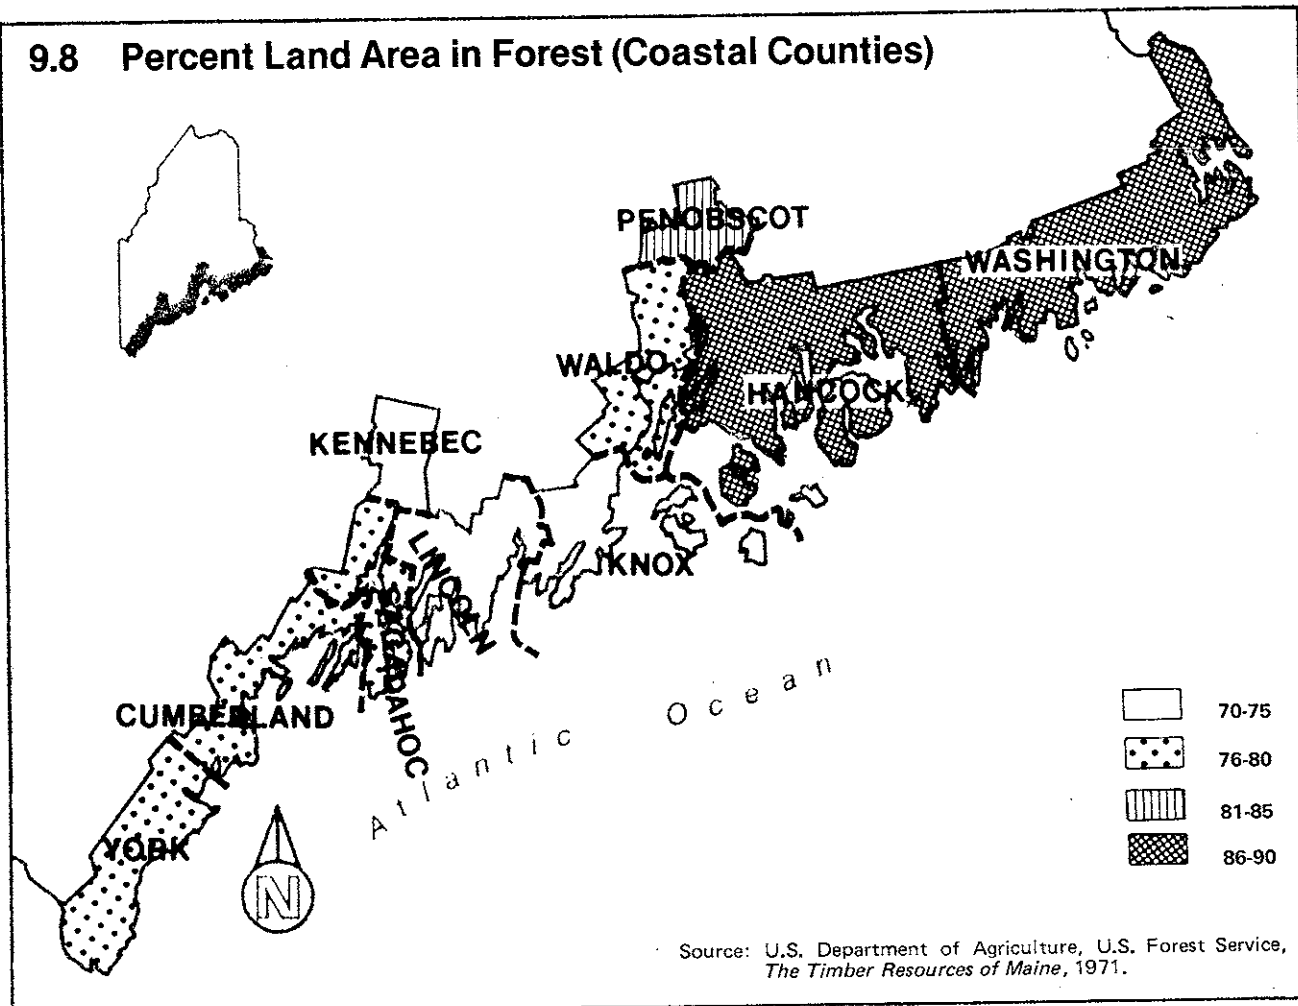 9.8 Percent Land Area in Forest (Coastal Counties)
PENOBSCOT
WASHINGTON
WALDO
HANCOCK
KENNEBEC
LINCOLN
KNOX
SAGADAHOC
CUMBERLAND
YORK
Atlantic Ocean
N
70-75
76-80
81-85
86-90
Source: U.S. Department of Agriculture, U.S. Forest Service,
The Timber Resources of Maine, 1971.